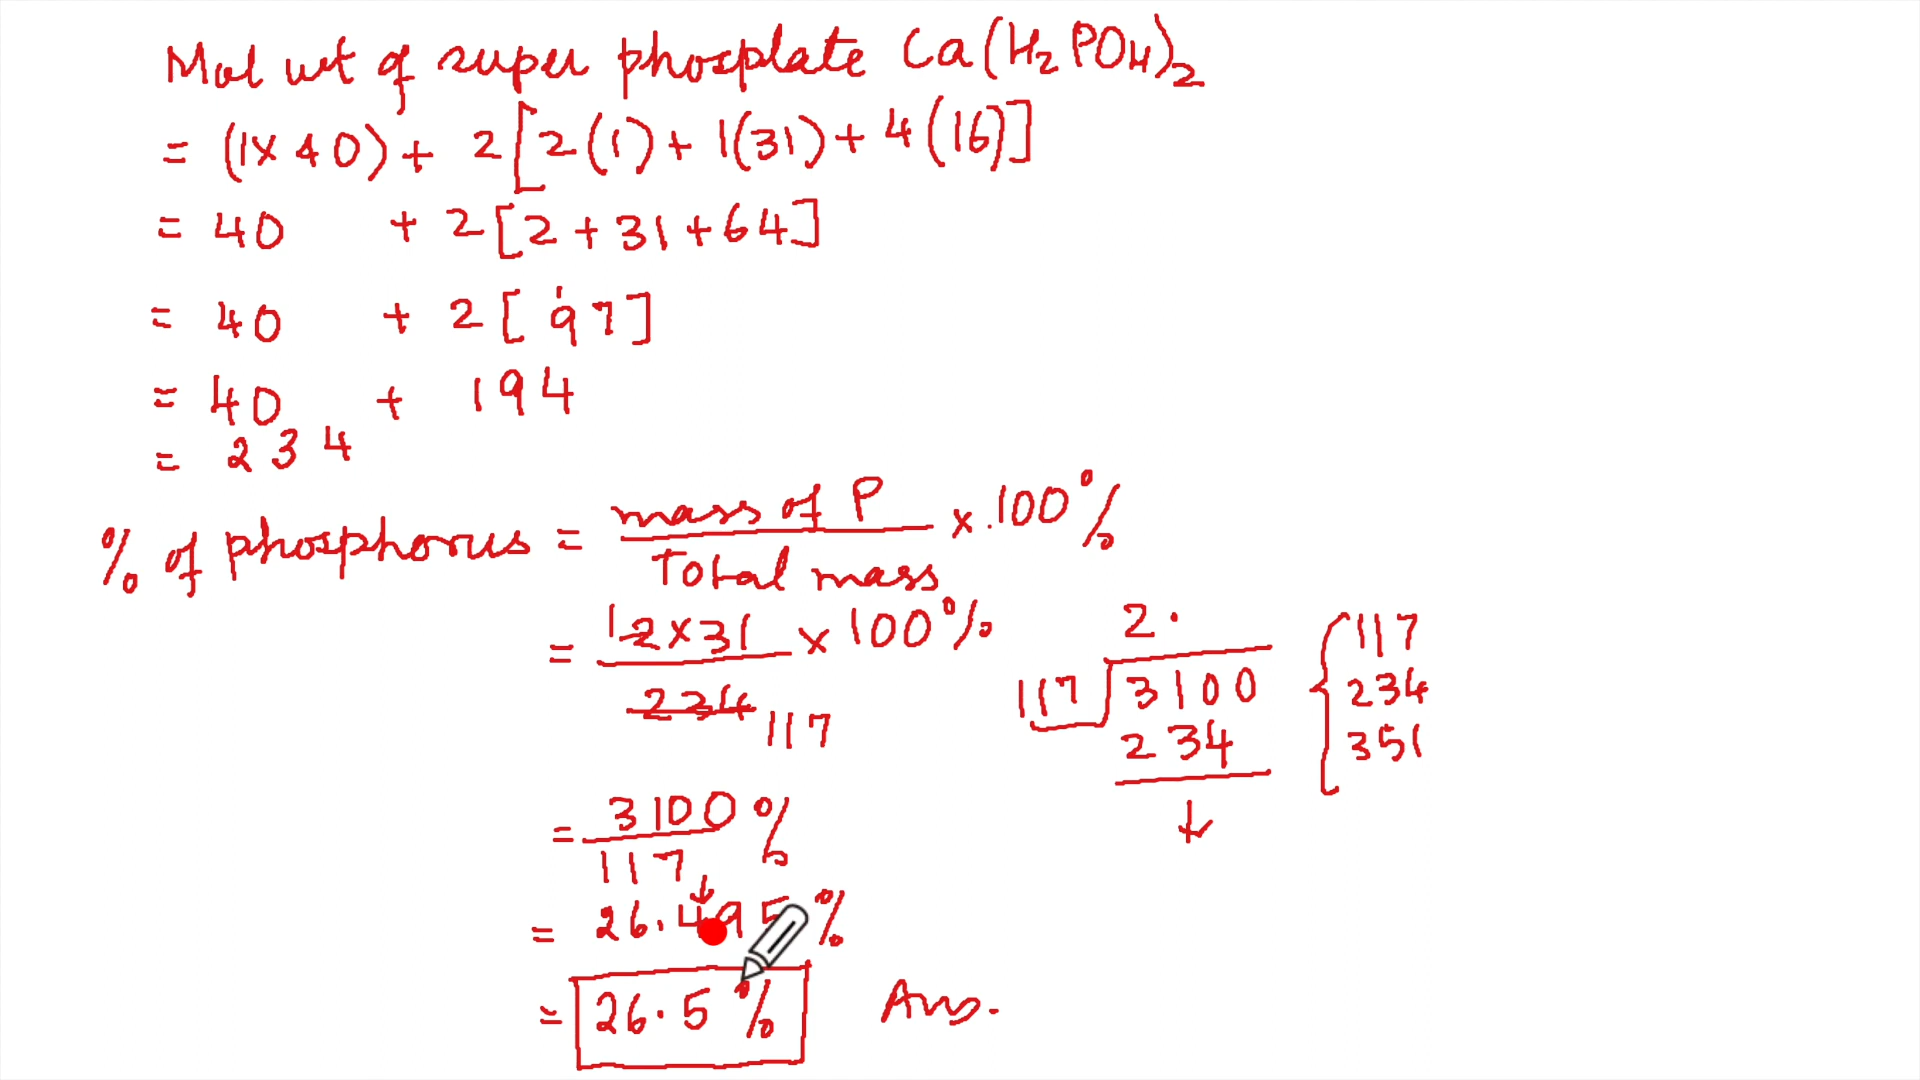 Mol wt of super phosplate Ca(H₂PO₄)₂
= (1×40) + 2[2(1) + 1(31) + 4(16)]
= 40 + 2[2+31+64]
= 40 + 2[97]
= 40 + 194
= 234
% of phosphorus = mass of P / Total mass × 100%
= 2×31 / 234 × 100%
1
117
= 3100 / 117 %
= 26.495 %
= 26.5 % Ans.
2.
117 3100
234
117
234
351